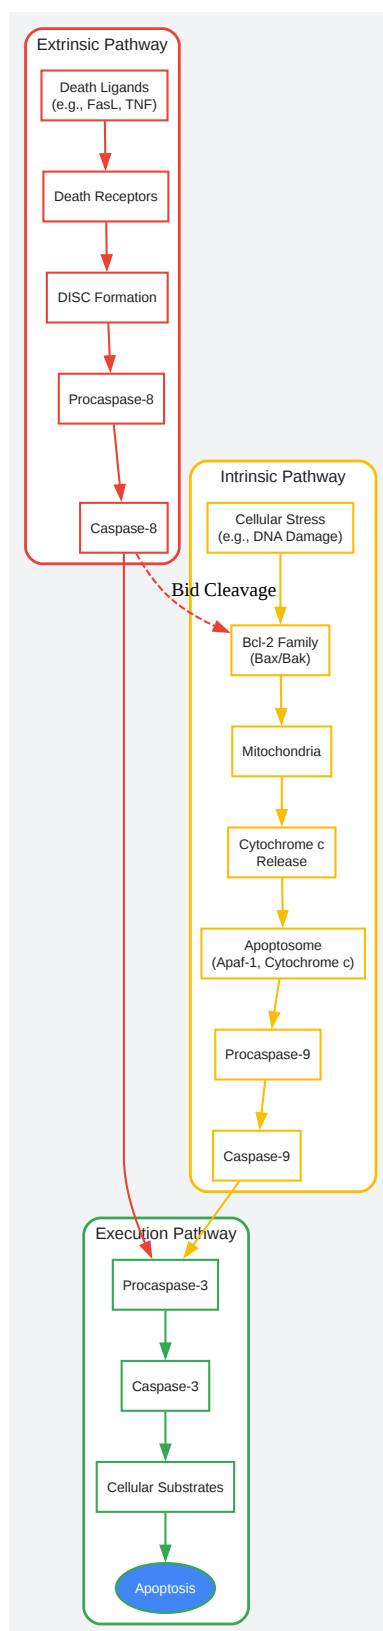 Extrinsic Pathway
Death Ligands
(e.g., FasL, TNF)
Death Receptors
DISC Formation
Procaspase-8
Caspase-8
Bid Cleavage
Intrinsic Pathway
Cellular Stress
(e.g., DNA Damage)
Bcl-2 Family
(Bax/Bak)
Mitochondria
Cytochrome c
Release
Apoptosome
(Apaf-1, Cytochrome c)
Procaspase-9
Caspase-9
Execution Pathway
Procaspase-3
Caspase-3
Cellular Substrates
Apoptosis